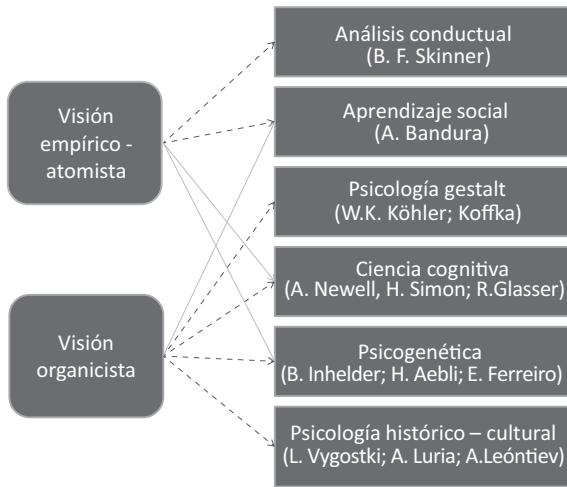 Visión
empírico -
atomista
Visión
organicista
Análisis conductual
(B. F. Skinner)
Aprendizaje social
(A. Bandura)
Psicología gestalt
(W.K. Köhler; Koffka)
Ciencia cognitiva
(A. Newell, H. Simon; R.Glasser)
Psicogenética
(B. Inhelder; H. Aebli; E. Ferreiro)
Psicología histórico – cultural
(L. Vygostki; A. Luria; A.Leóntiev)